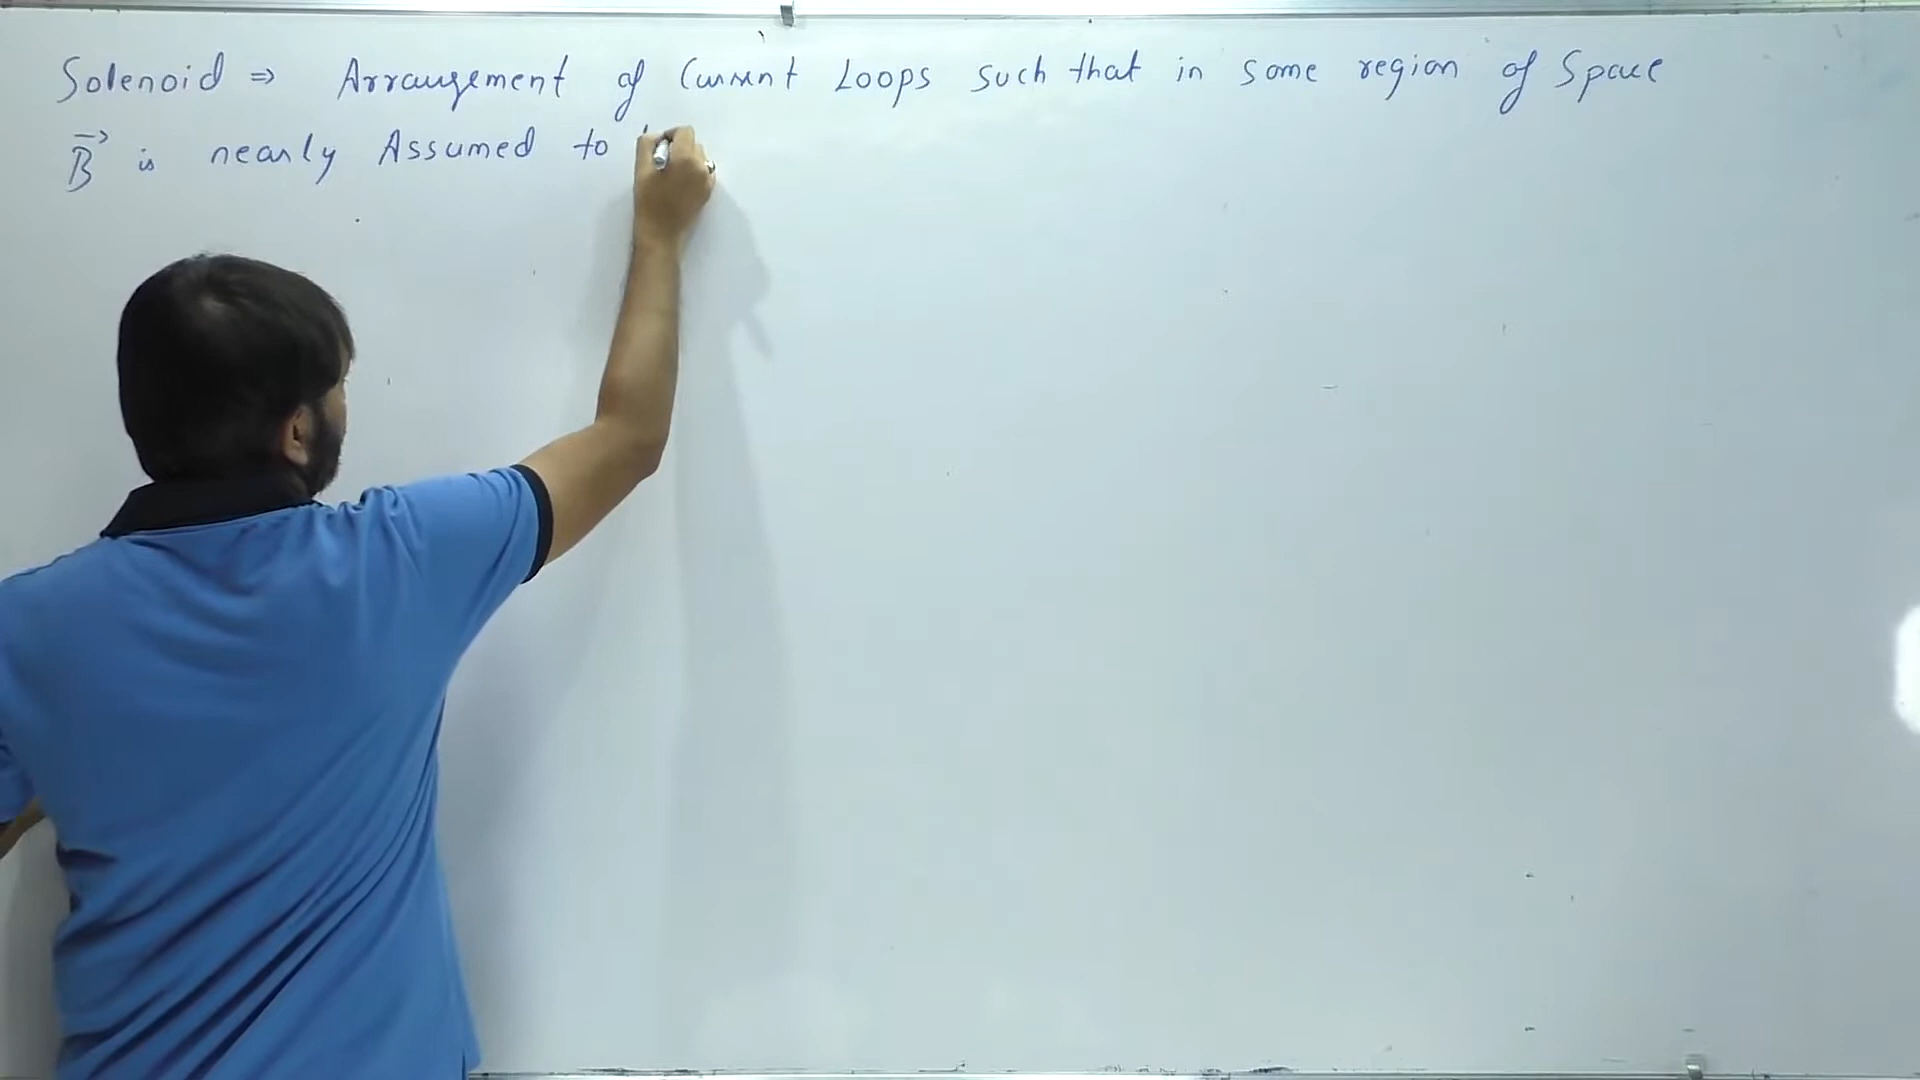 Solenoid ⇒ Arrangement of Current Loops such that in some region of Space
B⃗ is nearly Assumed to